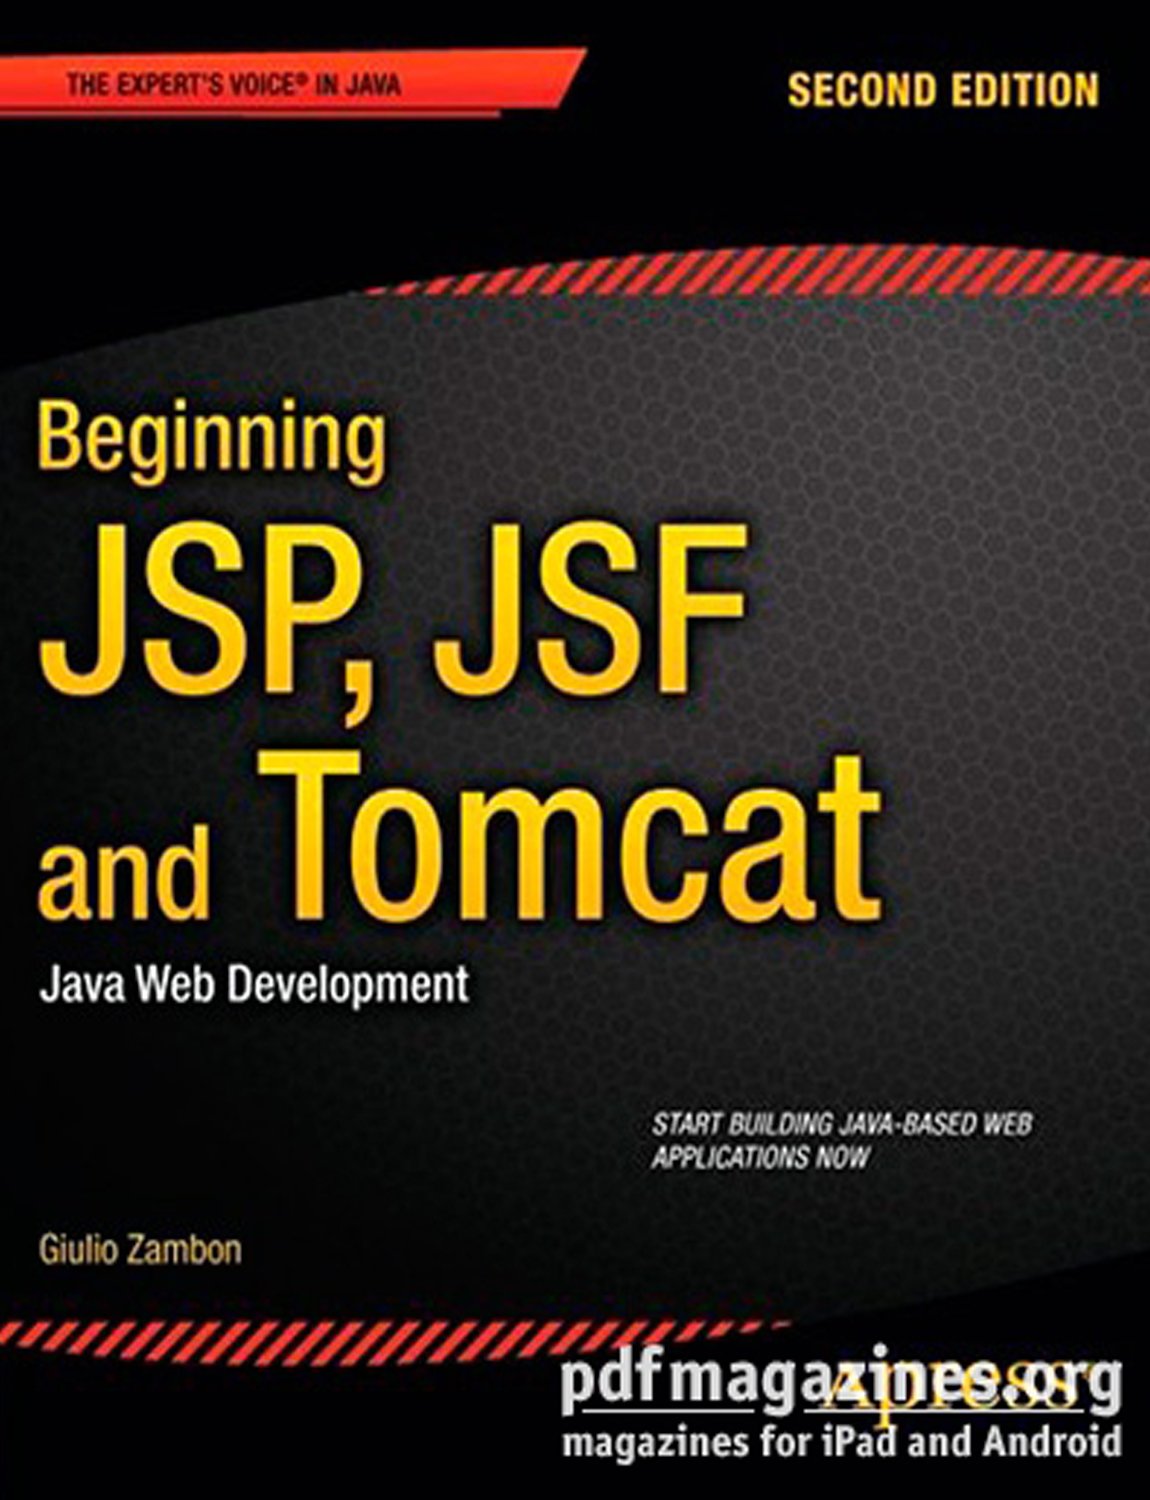 THE EXPERT'S VOICE® IN JAVA
SECOND EDITION
Beginning
JSP, JSF
and Tomcat
Java Web Development
START BUILDING JAVA-BASED WEB
APPLICATIONS NOW
Giulio Zambon
Apress®
pdfmagazines.org
magazines for iPad and Android